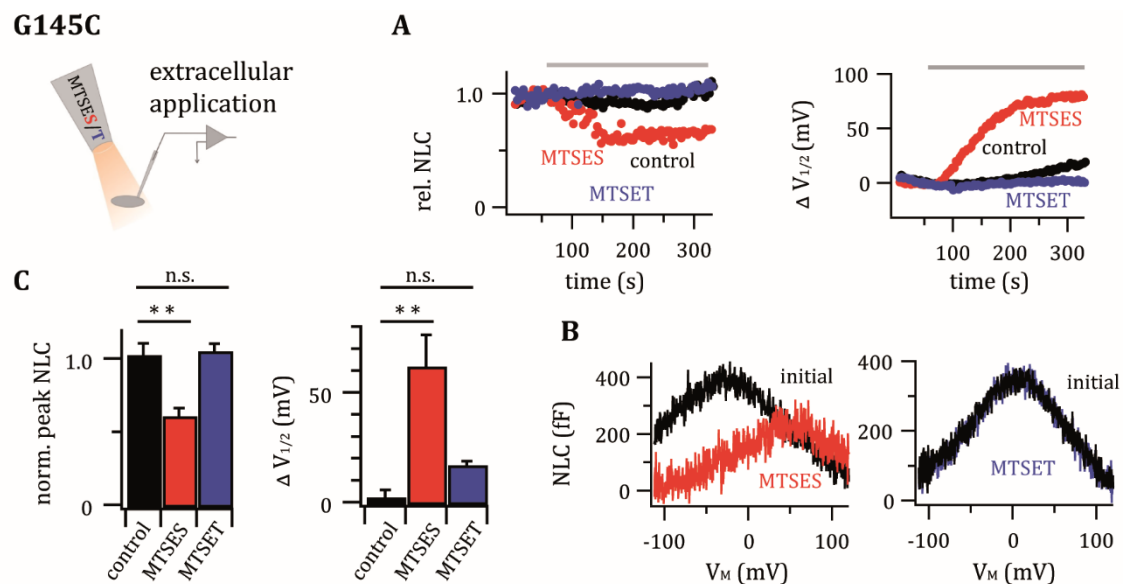 G145C
MTSES/T
extracellular
application
A
rel. NLC
1.0
0
MTSES
control
MTSET
100
200
300
time (s)
Δ V1/2 (mV)
100
50
0
MTSES
control
MTSET
100
200
300
time (s)
C
norm. peak NLC
1.0
0
n.s.
* *
control
MTSES
MTSET
Δ V1/2 (mV)
50
0
n.s.
* *
control
MTSES
MTSET
B
NLC (fF)
400
200
0
initial
MTSES
-100
0
100
VM (mV)
400
200
0
initial
MTSET
-100
0
100
VM (mV)